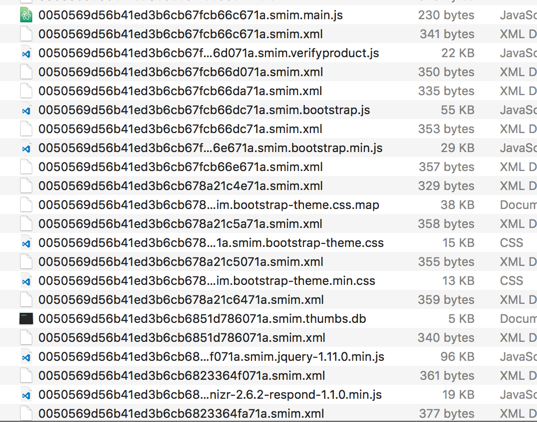 0050569d56b41ed3b6cb67fcb66c671a.smim.main.js 230 bytes JavaSc
0050569d56b41ed3b6cb67fcb66c671a.smim.xml 341 bytes XML D
0050569d56b41ed3b6cb67f...6d071a.smim.verifyproduct.js 22 KB JavaSc
0050569d56b41ed3b6cb67fcb66d071a.smim.xml 350 bytes XML D
0050569d56b41ed3b6cb67fcb66da71a.smim.xml 335 bytes XML D
0050569d56b41ed3b6cb67fcb66dc71a.smim.bootstrap.js 55 KB JavaSc
0050569d56b41ed3b6cb67fcb66dc71a.smim.xml 353 bytes XML D
0050569d56b41ed3b6cb67f...6e671a.smim.bootstrap.min.js 29 KB JavaSc
0050569d56b41ed3b6cb67fcb66e671a.smim.xml 357 bytes XML D
0050569d56b41ed3b6cb678a21c4e71a.smim.xml 329 bytes XML D
0050569d56b41ed3b6cb678...im.bootstrap-theme.css.map 38 KB Docum
0050569d56b41ed3b6cb678a21c5a71a.smim.xml 358 bytes XML D
0050569d56b41ed3b6cb678...1a.smim.bootstrap-theme.css 15 KB CSS
0050569d56b41ed3b6cb678a21c5071a.smim.xml 355 bytes XML D
0050569d56b41ed3b6cb678...im.bootstrap-theme.min.css 13 KB CSS
0050569d56b41ed3b6cb678a21c6471a.smim.xml 359 bytes XML D
0050569d56b41ed3b6cb6851d786071a.smim.thumbs.db 5 KB Docum
0050569d56b41ed3b6cb6851d786071a.smim.xml 340 bytes XML D
0050569d56b41ed3b6cb68...f071a.smim.jquery-1.11.0.min.js 96 KB JavaSc
0050569d56b41ed3b6cb6823364f071a.smim.xml 361 bytes XML D
0050569d56b41ed3b6cb68...nizr-2.6.2-respond-1.1.0.min.js 19 KB JavaSc
0050569d56b41ed3b6cb6823364fa71a.smim.xml 377 bytes XML D